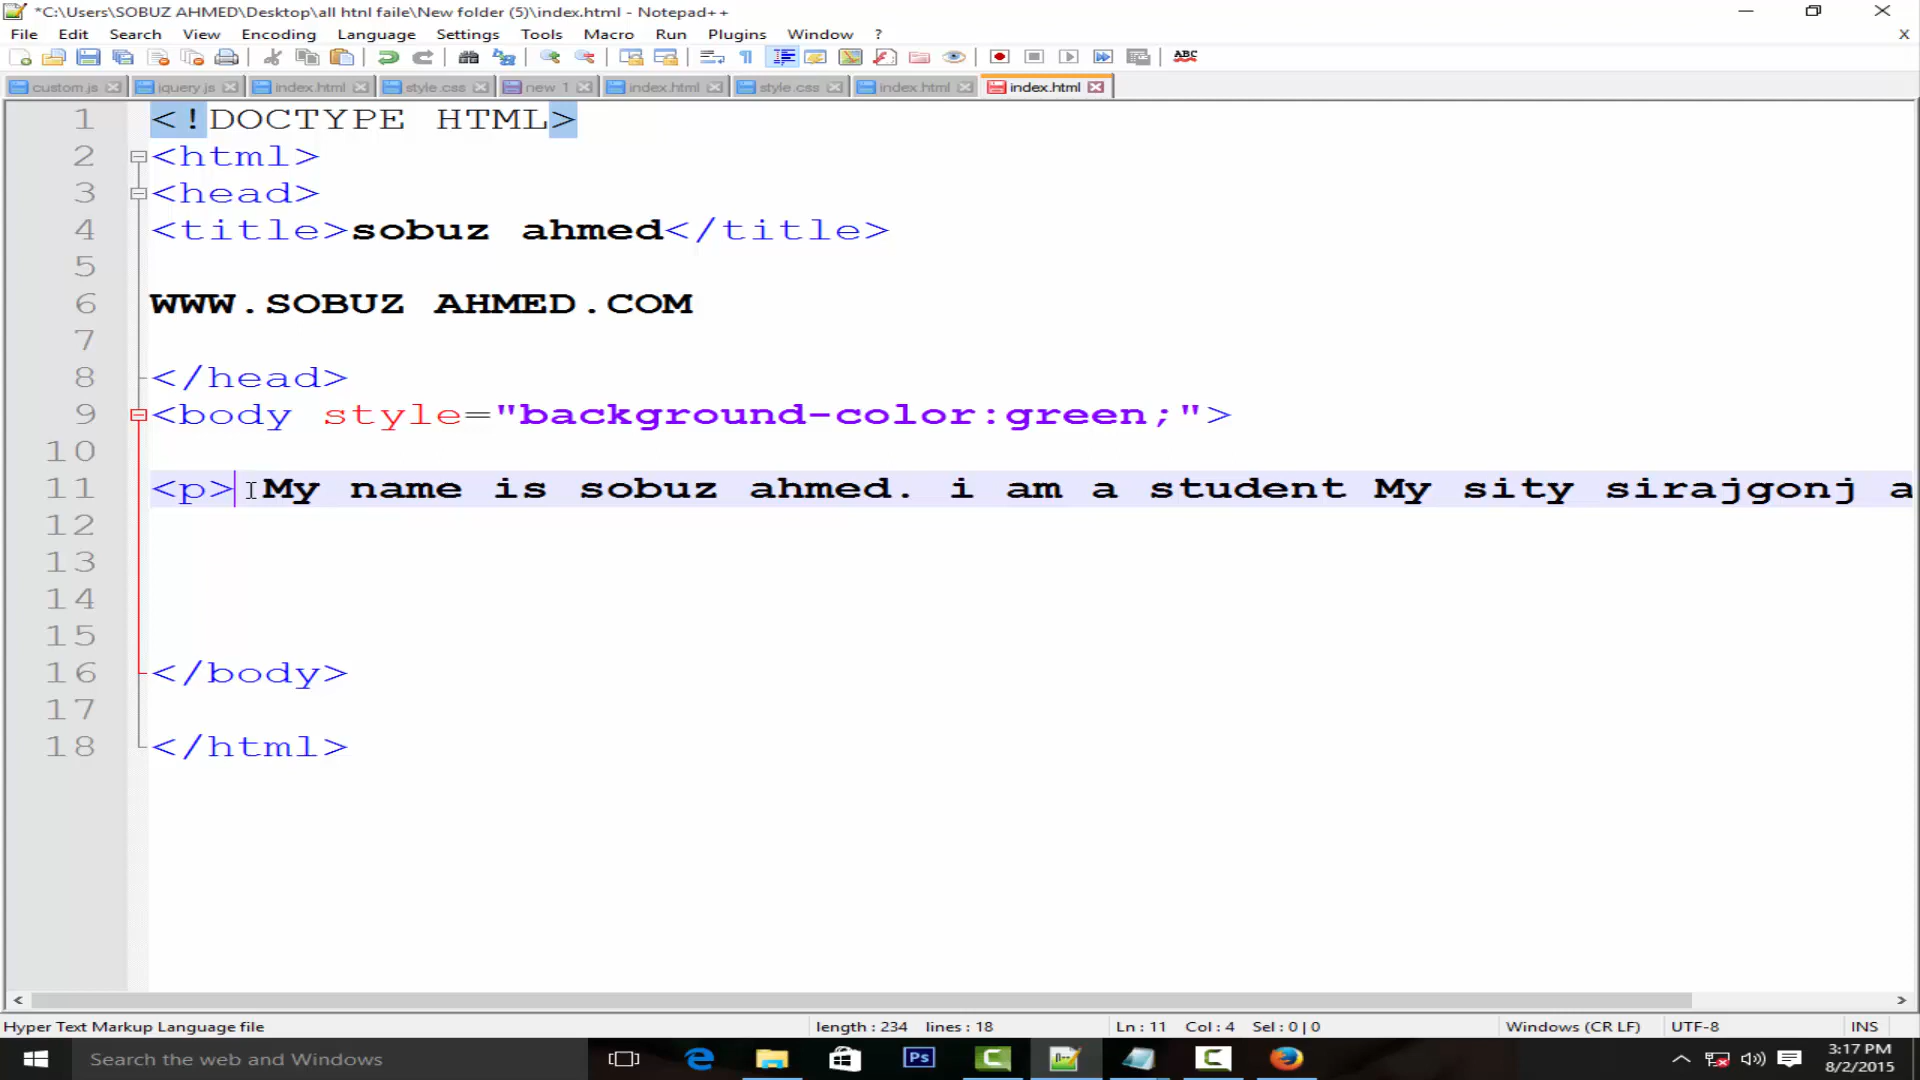 *C:\Users\SOBUZ AHMED\Desktop\all htnl faile\New folder (5)\index.html - Notepad++
File Edit Search View Encoding Language Settings Tools Macro Run Plugins Window ? X
ABC
custom.js jquery.js index.html style.css new 1 index.html style.css index.html index.html
1 <!DOCTYPE HTML>
2 <html>
3 <head>
4 <title>sobuz ahmed</title>
5
6 WWW.SOBUZ AHMED.COM
7
8 </head>
9 <body style="background-color:green;">
10
11 <p> My name is sobuz ahmed. i am a student My sity sirajgonj a
12
13
14
15
16 </body>
17
18 </html>
Hyper Text Markup Language file length : 234 lines : 18 Ln : 11 Col : 4 Sel : 0 | 0 Windows (CR LF) UTF-8 INS
Search the web and Windows Ps 3:17 PM
8/2/2015